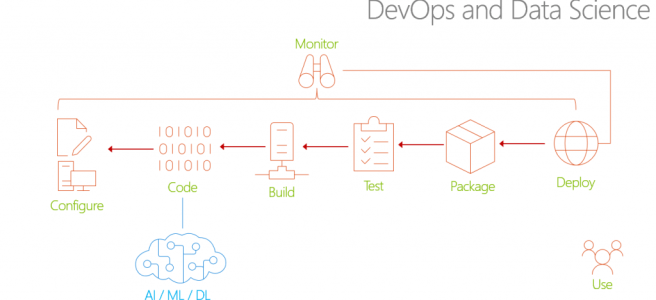 DevOps and Data Science
Monitor
101010
010101
101010
Configure
Code
Build
Test
Package
Deploy
AI / ML / DL
Use